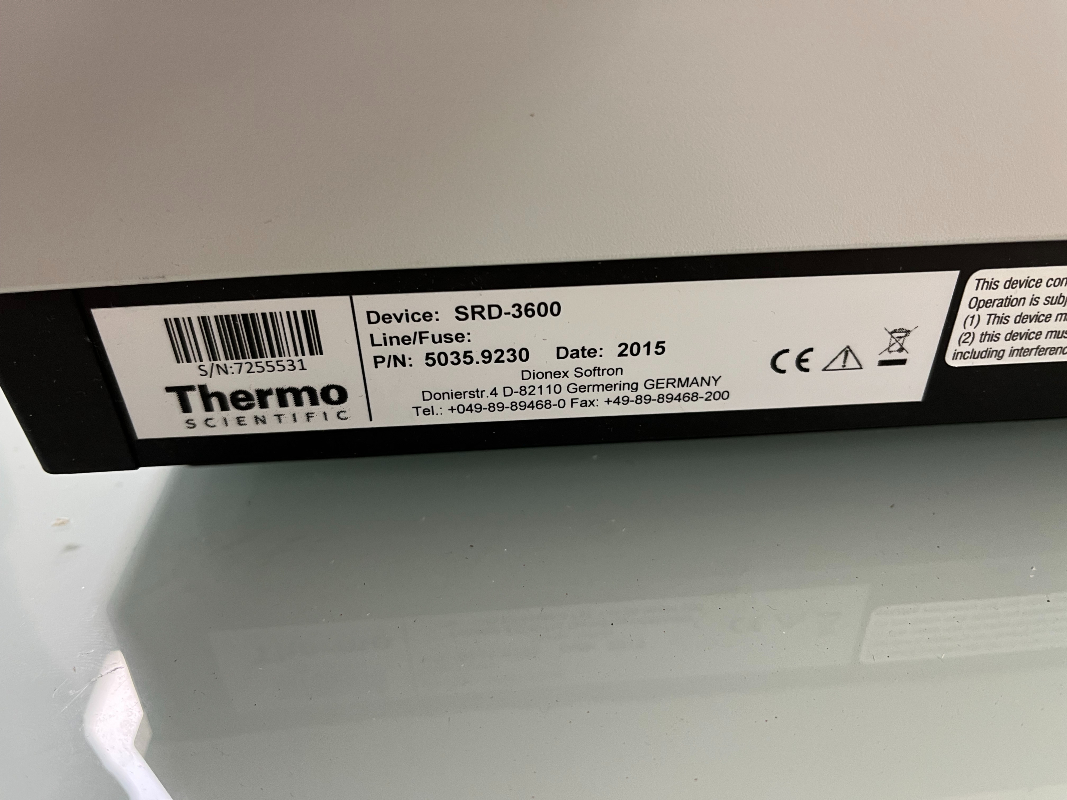 S/N:7255531
Thermo
SCIENTIFIC
Device: SRD-3600
Line/Fuse:
P/N: 5035.9230 Date: 2015
Dionex Softron
Donierstr.4 D-82110 Germering GERMANY
Tel.: +049-89-89468-0 Fax: +49-89-89468-200
CE
This device con
Operation is subj
(1) This device m
(2) this device mus
including interferenc